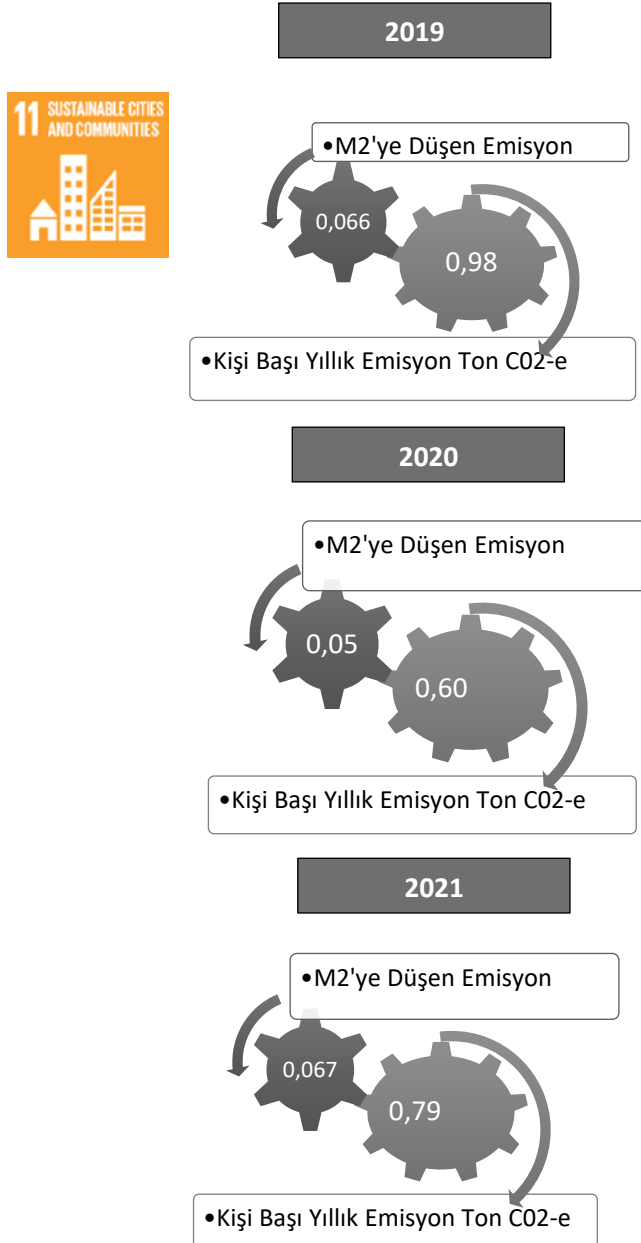 2019
11 SUSTAINABLE CITIES
AND COMMUNITIES
•M2'ye Düşen Emisyon
0,066
0,98
•Kişi Başı Yıllık Emisyon Ton C02-e
2020
•M2'ye Düşen Emisyon
0,05
0,60
•Kişi Başı Yıllık Emisyon Ton C02-e
2021
•M2'ye Düşen Emisyon
0,067
0,79
•Kişi Başı Yıllık Emisyon Ton C02-e